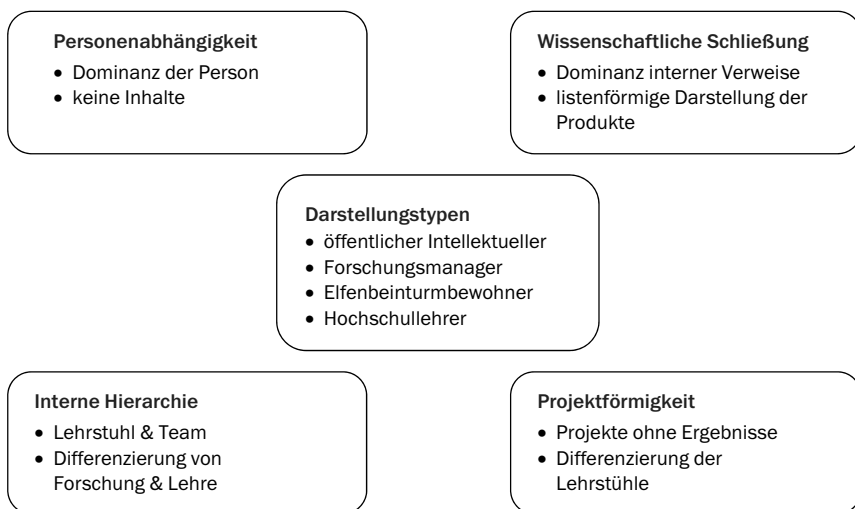 Personenabhängigkeit
• Dominanz der Person
• keine Inhalte
Wissenschaftliche Schließung
• Dominanz interner Verweise
• listenförmige Darstellung der
Produkte
Darstellungstypen
• öffentlicher Intellektueller
• Forschungsmanager
• Elfenbeinturmbewohner
• Hochschullehrer
Interne Hierarchie
• Lehrstuhl & Team
• Differenzierung von
Forschung & Lehre
Projektförmigkeit
• Projekte ohne Ergebnisse
• Differenzierung der
Lehrstühle